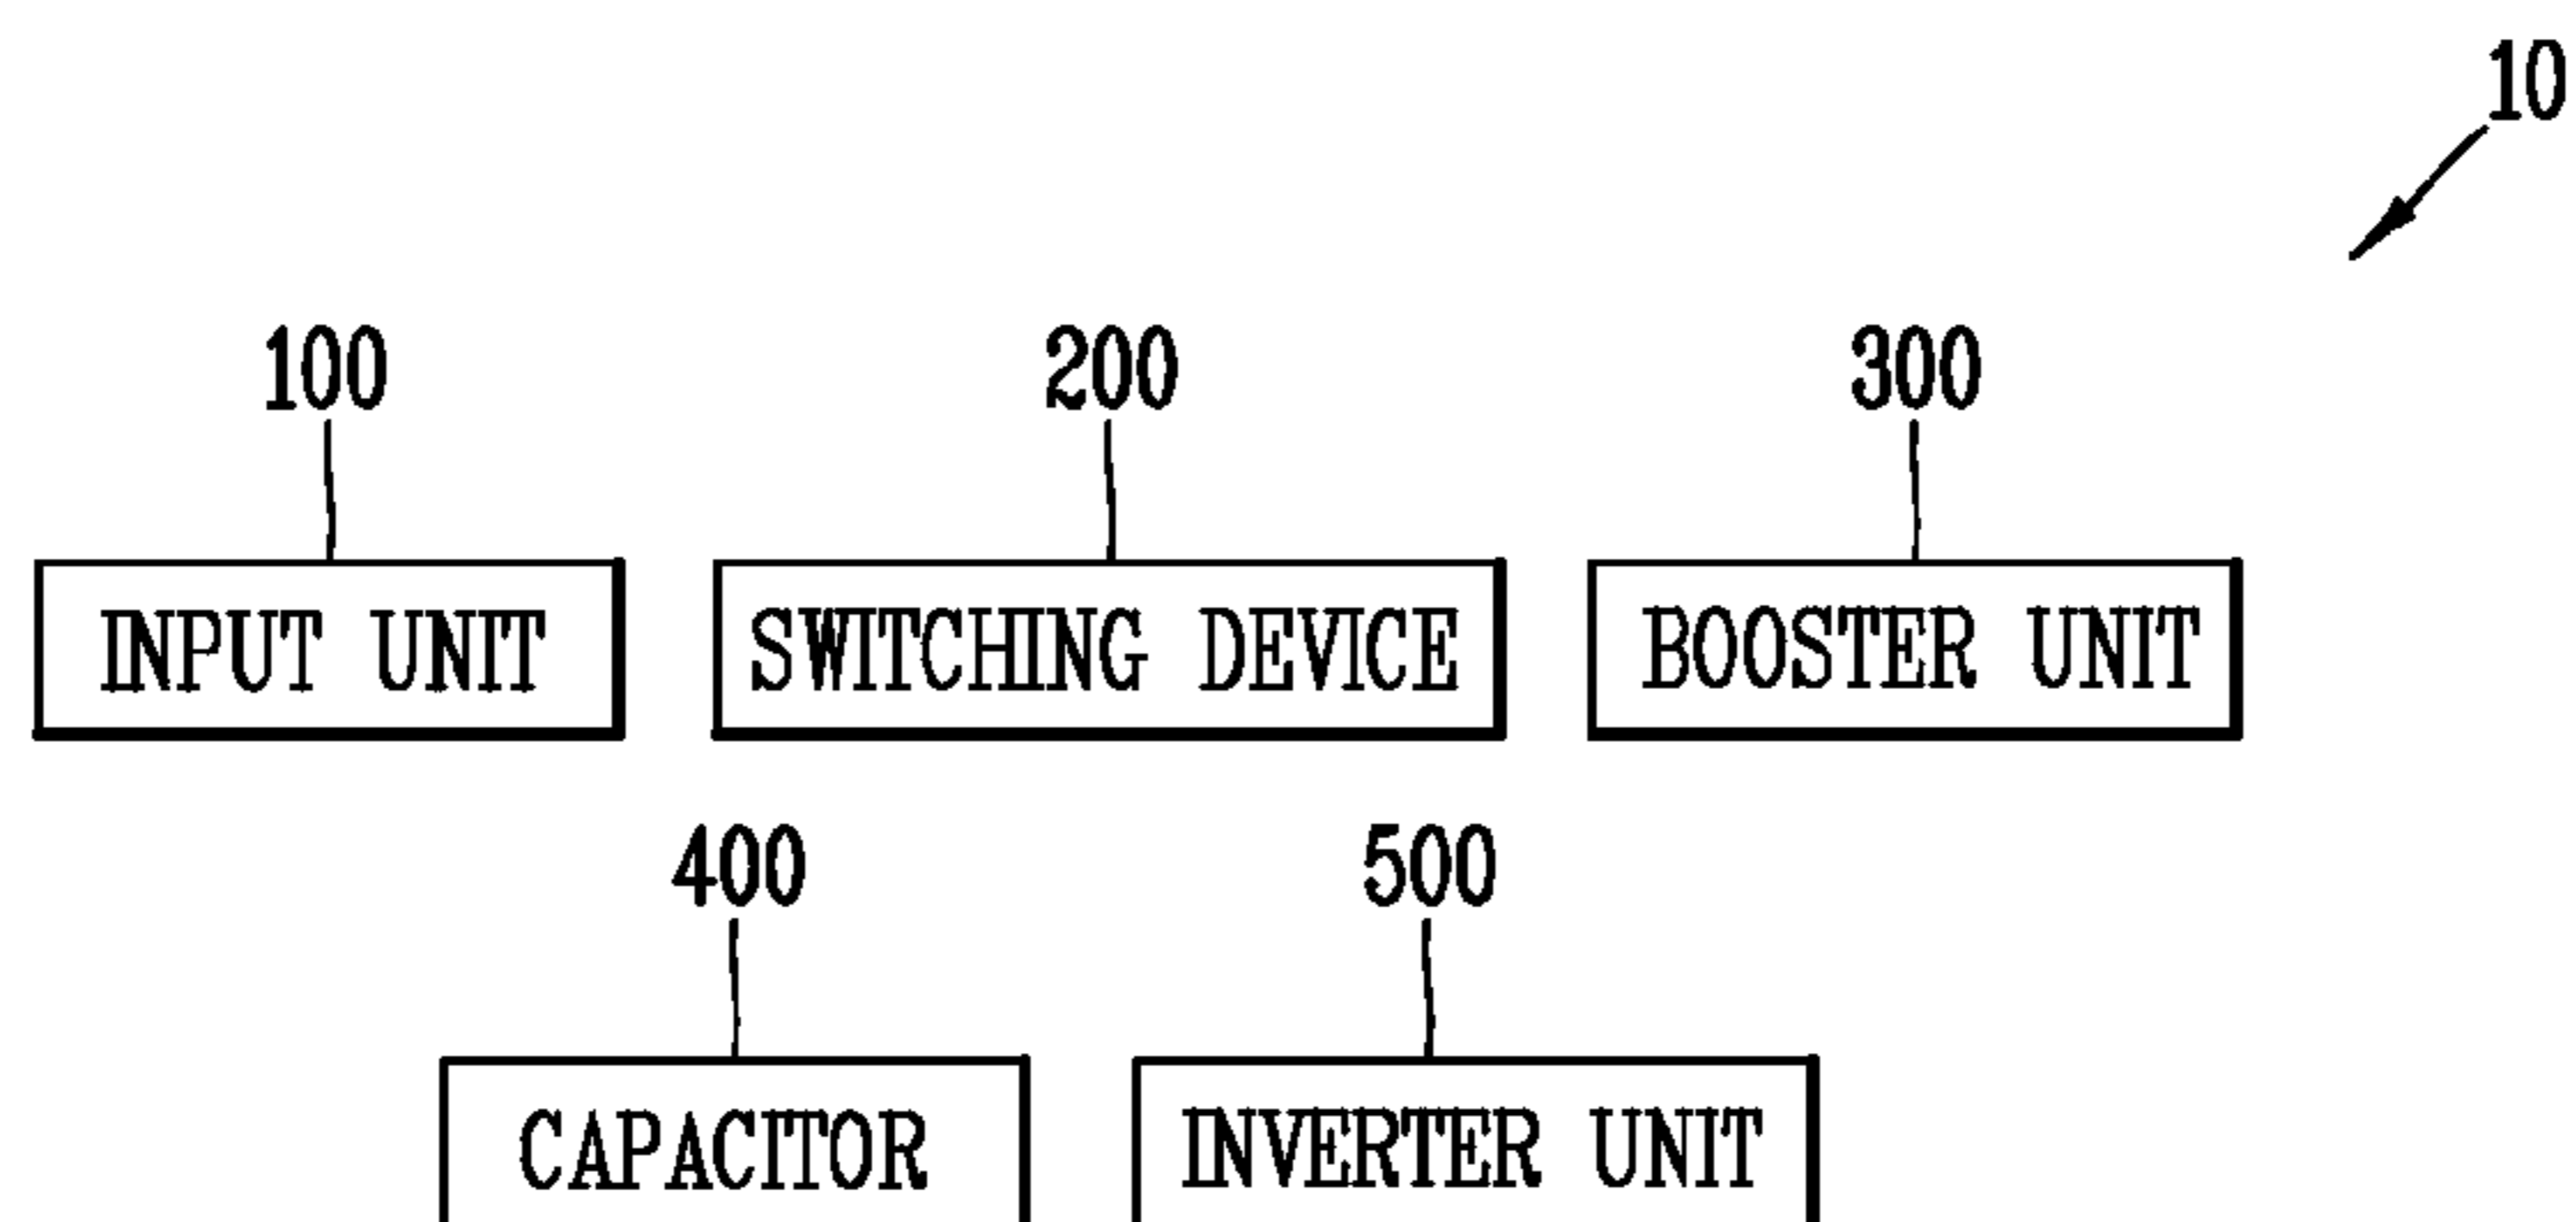 10
100 200 300
INPUT UNIT SWITCHING DEVICE BOOSTER UNIT
400 500
CAPACITOR INVERTER UNIT